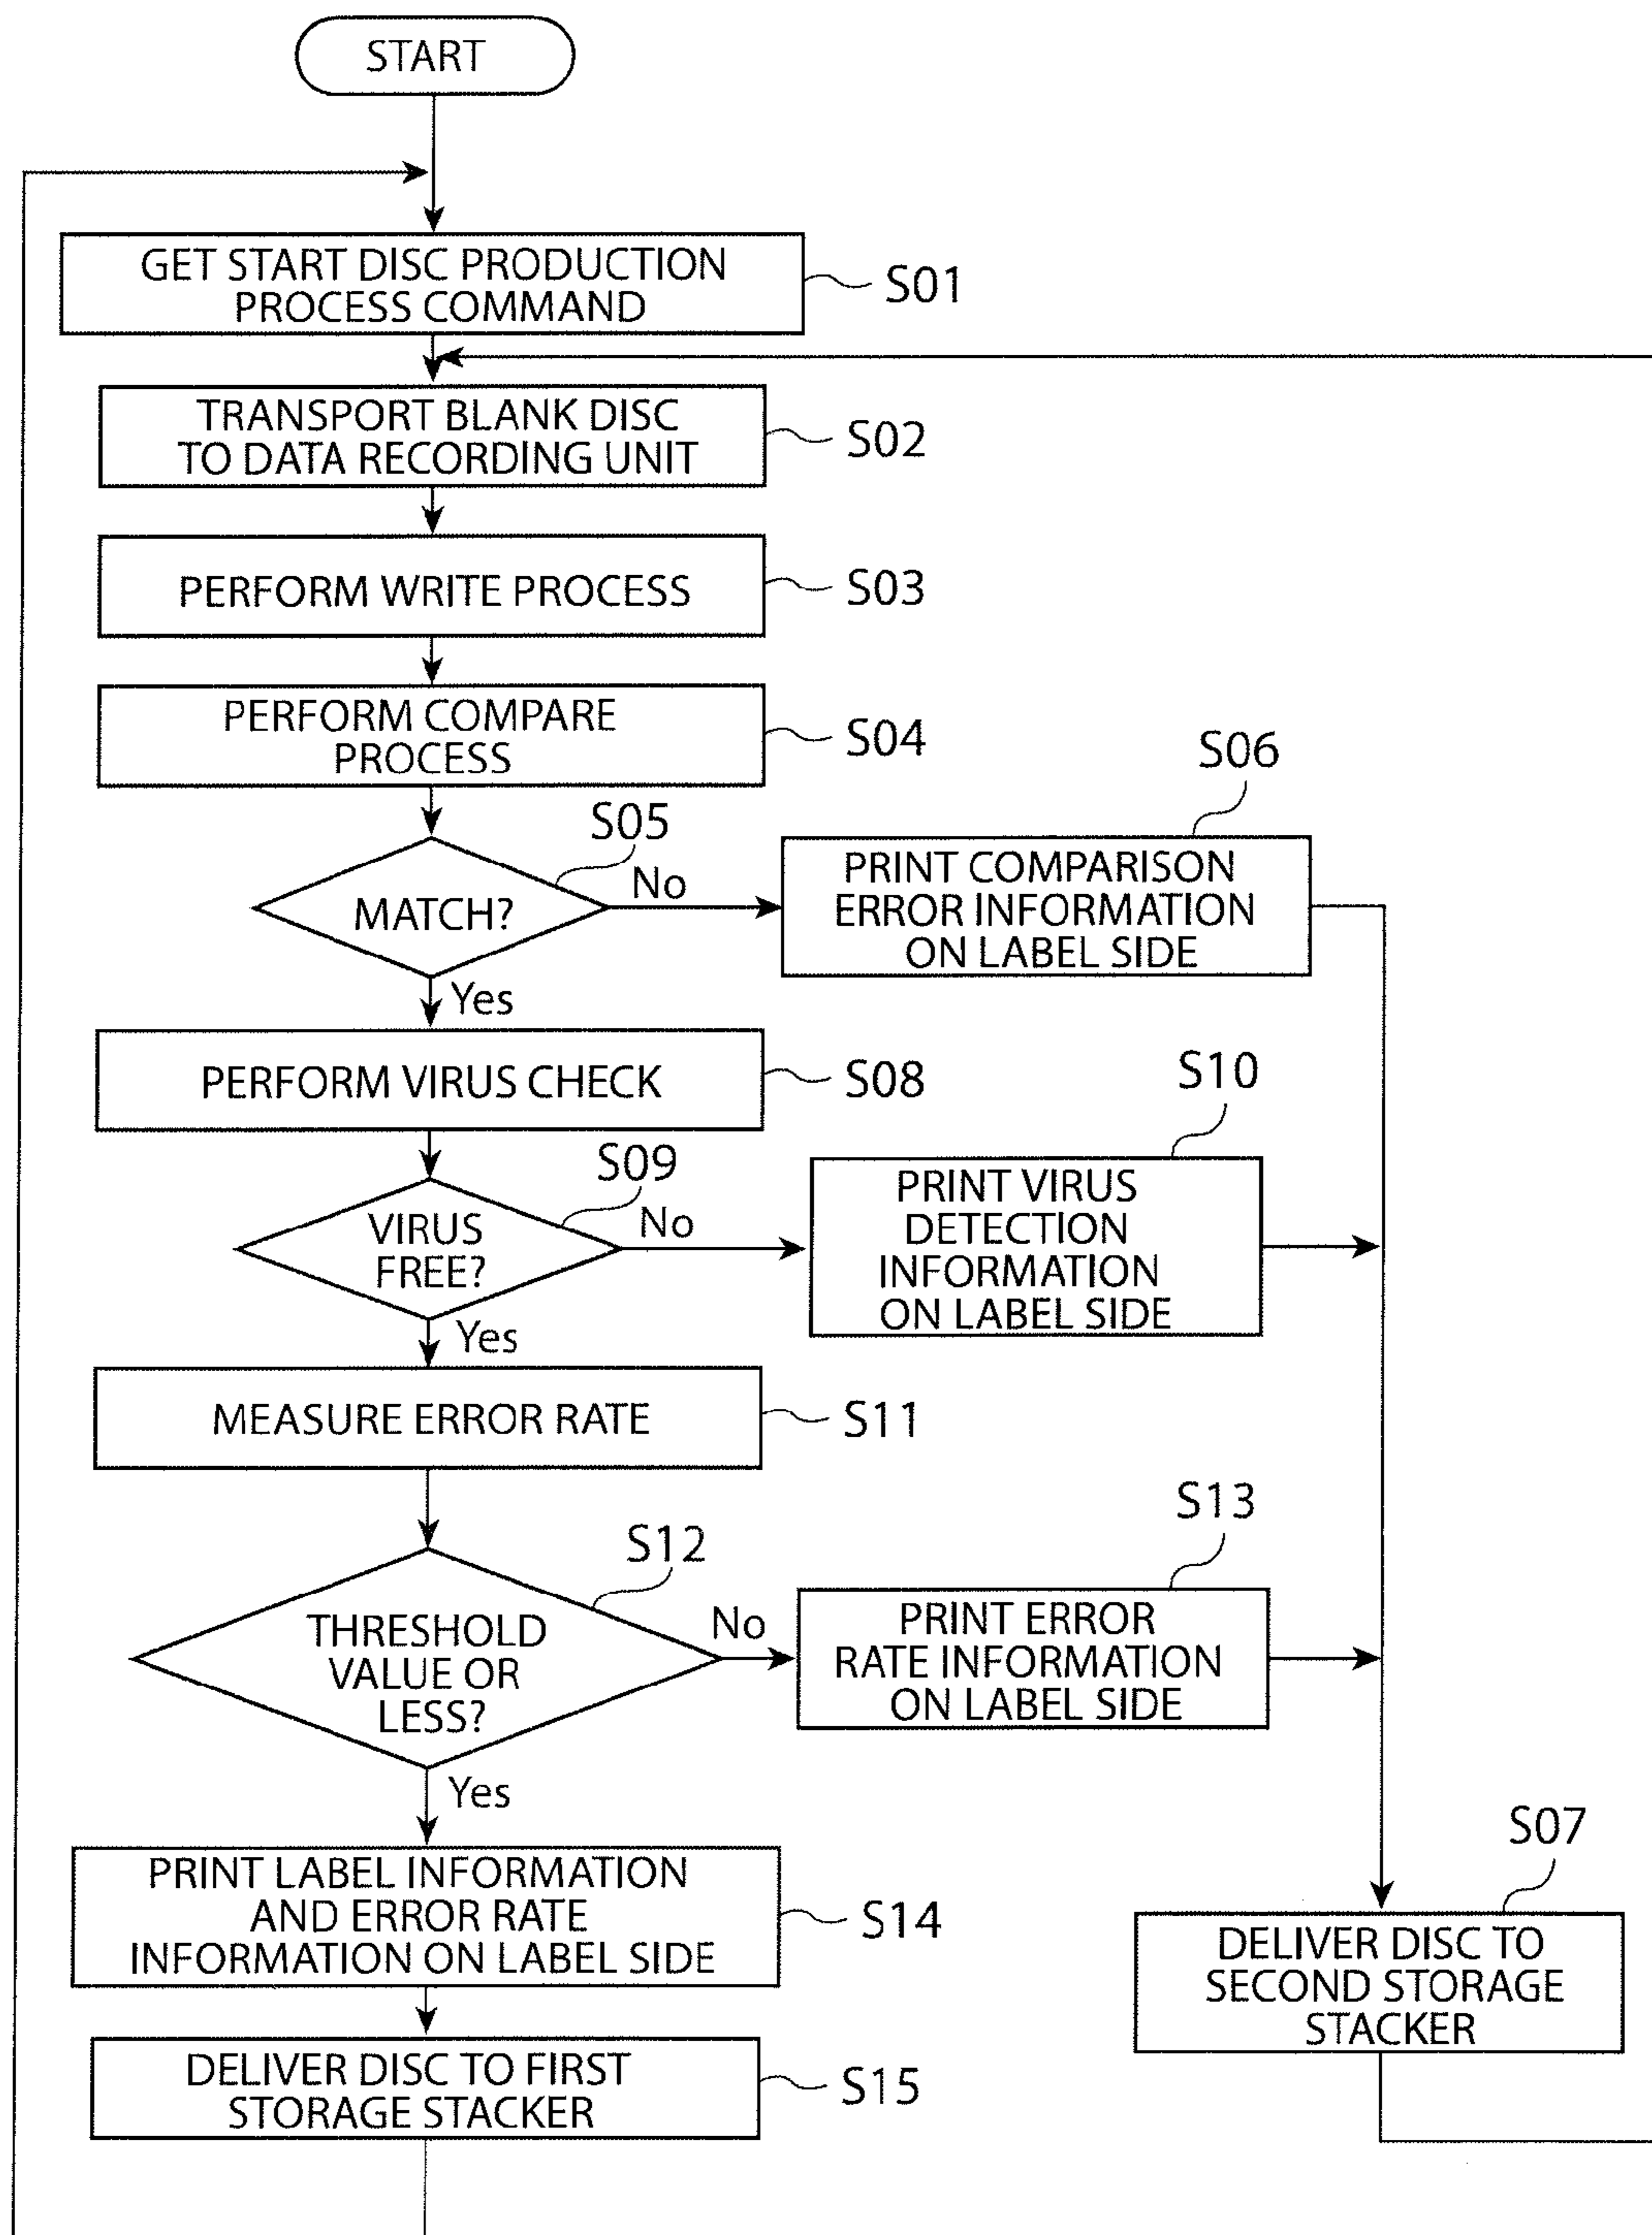 START
GET START DISC PRODUCTION
PROCESS COMMAND
S01
TRANSPORT BLANK DISC
TO DATA RECORDING UNIT
S02
PERFORM WRITE PROCESS
S03
PERFORM COMPARE
PROCESS
S04
S05
MATCH?
No
Yes
S06
PRINT COMPARISON
ERROR INFORMATION
ON LABEL SIDE
PERFORM VIRUS CHECK
S08
S09
VIRUS
FREE?
No
Yes
S10
PRINT VIRUS
DETECTION
INFORMATION
ON LABEL SIDE
MEASURE ERROR RATE
S11
S12
THRESHOLD
VALUE OR
LESS?
No
Yes
S13
PRINT ERROR
RATE INFORMATION
ON LABEL SIDE
PRINT LABEL INFORMATION
AND ERROR RATE
INFORMATION ON LABEL SIDE
S14
S07
DELIVER DISC TO
SECOND STORAGE
STACKER
DELIVER DISC TO FIRST
STORAGE STACKER
S15